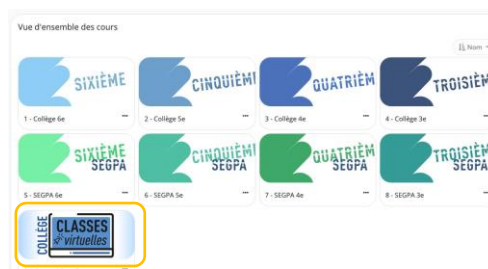 Vue d'ensemble des cours
Nom
SIXIÈME
CINQUIÈM
QUATRIÈM
TROISIÈM
1 - Collège 6e
2 - Collège 5e
3 - Collège 4e
4 - Collège 3e
SIXIÈME SEGPA
CINQUIÈM SEGPA
QUATRIÈM SEGPA
TROISIÈM SEGPA
5 - SEGPA 6e
6 - SEGPA 5e
7 - SEGPA 4e
8 - SEGPA 3e
COLLÈGE
CLASSES
virtuelles